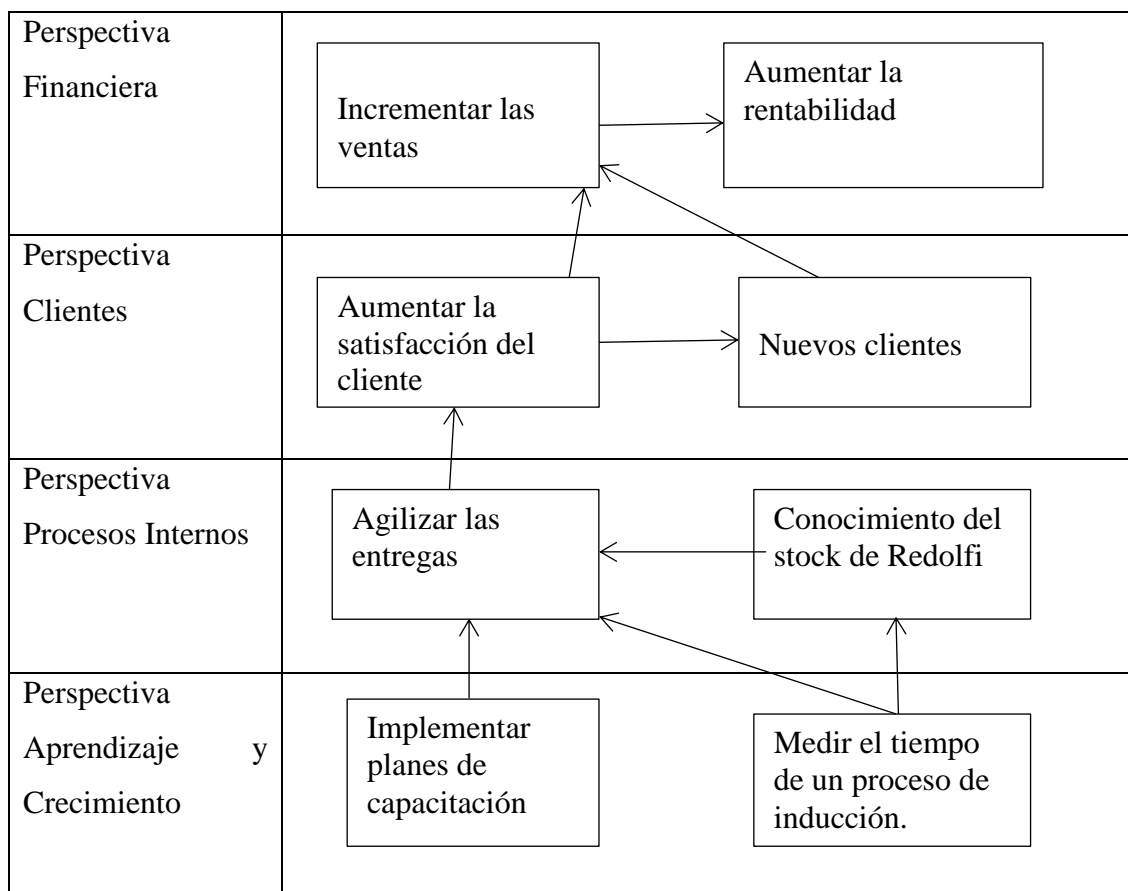 Perspectiva
Financiera
Incrementar las
ventas
Aumentar la
rentabilidad
Perspectiva
Clientes
Aumentar la
satisfacción del
cliente
Nuevos clientes
Perspectiva
Procesos Internos
Agilizar las
entregas
Conocimiento del
stock de Redolfi
Perspectiva
Aprendizaje y
Crecimiento
Implementar
planes de
capacitación
Medir el tiempo
de un proceso de
inducción.